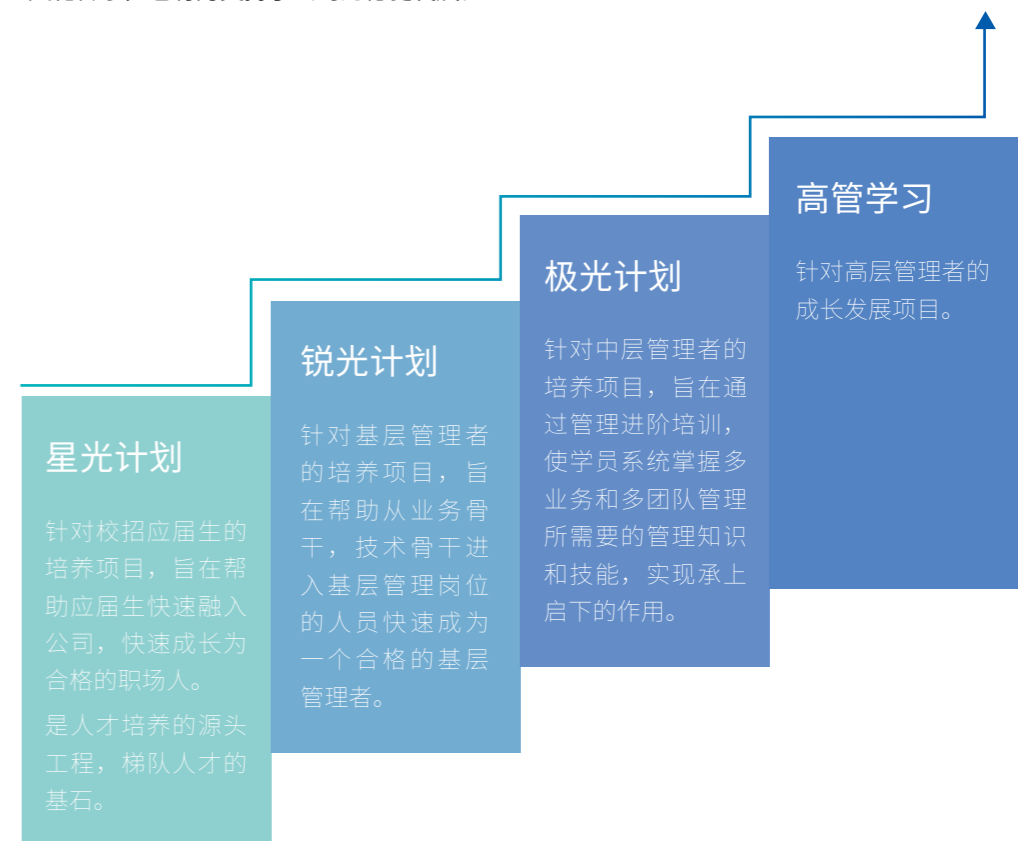 星光计划
针对校招应届生的
培养项目，旨在帮
助应届生快速融入
公司，快速成长为
合格的职场人。
是人才培养的源头
工程，梯队人才的
基石。
锐光计划
针对基层管理者
的培养项目，旨
在帮助从业务骨
干，技术骨干进
入基层管理岗位
的人员快速成为
一个合格的基层
管理者。
极光计划
针对中层管理者的
培养项目，旨在通
过管理进阶培训，
使学员系统掌握多
业务和多团队管理
所需要的管理知识
和技能，实现承上
启下的作用。
高管学习
针对高层管理者的
成长发展项目。